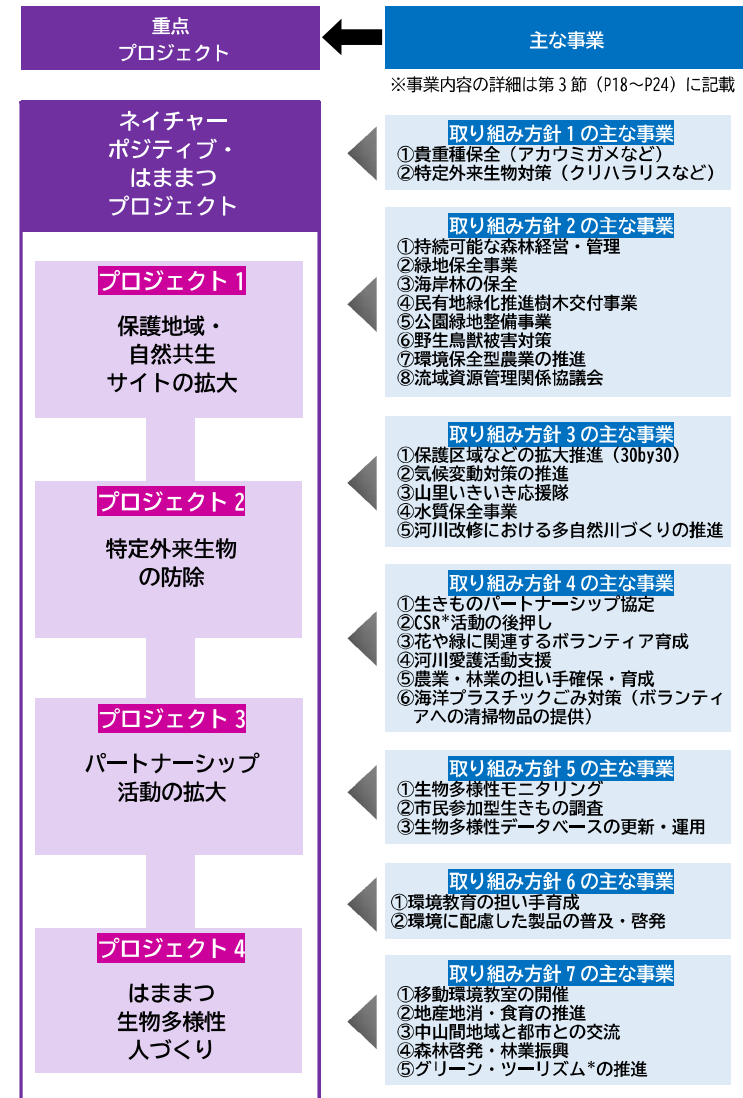 重点
プロジェクト
主な事業
※事業内容の詳細は第3節（P18～P24）に記載
ネイチャー
ポジティブ・
はままつ
プロジェクト
プロジェクト1
保護地域・
自然共生
サイトの拡大
プロジェクト2
特定外来生物
の防除
プロジェクト3
パートナーシップ
活動の拡大
プロジェクト4
はままつ
生物多様性
人づくり
取り組み方針1の主な事業
①貴重種保全（アカウミガメなど）
②特定外来生物対策（クリハラリスなど）
取り組み方針2の主な事業
①持続可能な森林経営・管理
②緑地保全事業
③海岸林の保全
④民有地緑化推進樹木交付事業
⑤公園緑地整備事業
⑥野生鳥獣被害対策
⑦環境保全型農業の推進
⑧流域資源管理関係協議会
取り組み方針3の主な事業
①保護区域などの拡大推進（30by30）
②気候変動対策の推進
③山里いきいき応援隊
④水質保全事業
⑤河川改修における多自然川づくりの推進
取り組み方針4の主な事業
①生きものパートナーシップ協定
②CSR*活動の後押し
③花や緑に関連するボランティア育成
④河川愛護活動支援
⑤農業・林業の担い手確保・育成
⑥海洋プラスチックごみ対策（ボランティ
アへの清掃物品の提供）
取り組み方針5の主な事業
①生物多様性モニタリング
②市民参加型生きもの調査
③生物多様性データベースの更新・運用
取り組み方針6の主な事業
①環境教育の担い手育成
②環境に配慮した製品の普及・啓発
取り組み方針7の主な事業
①移動環境教室の開催
②地産地消・食育の推進
③中山間地域と都市との交流
④森林啓発・林業振興
⑤グリーン・ツーリズム*の推進